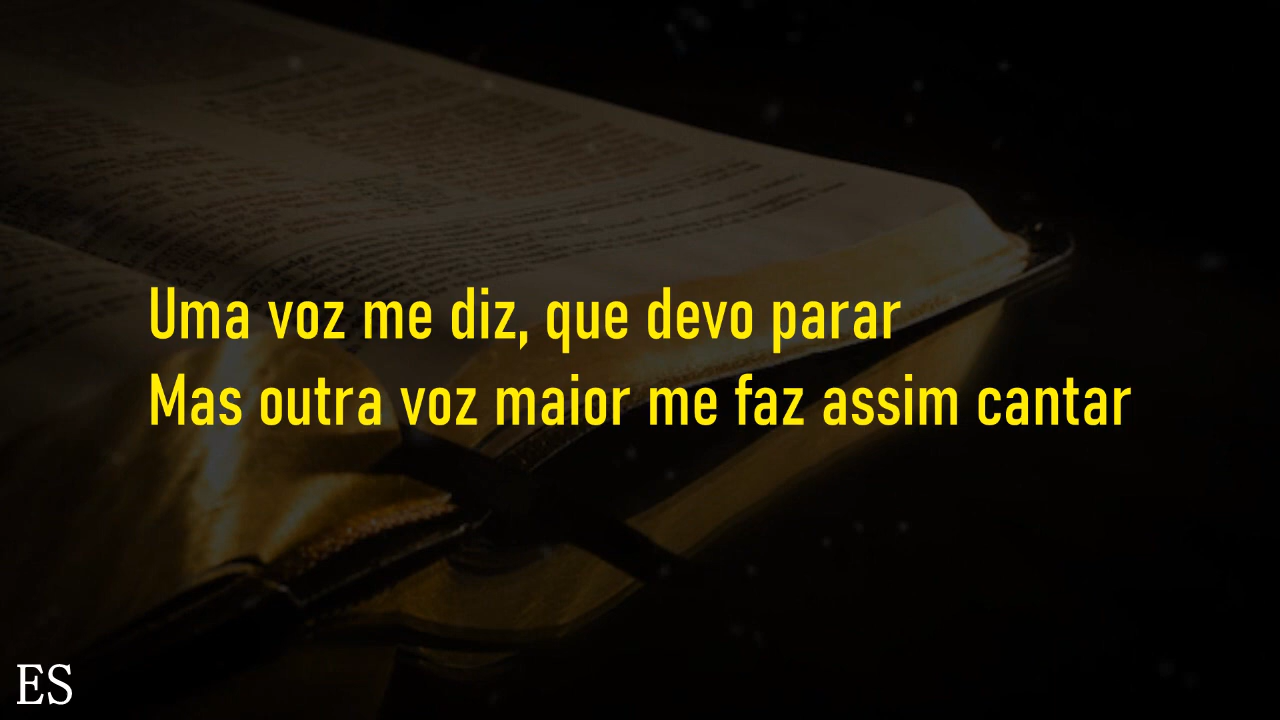 Uma voz me diz, que devo parar
Mas outra voz maior me faz assim cantar
ES